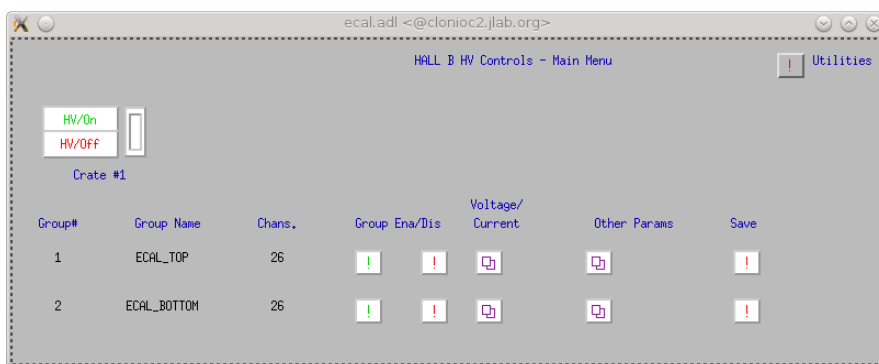 ecal.adl <@clonioc2.jlab.org>
HALL B HV Controls - Main Menu
! Utilities
HV/On
HV/Off
Crate #1
Voltage/
Group# Group Name Chans. Group Ena/Dis Current Other Params Save
1 ECAL_TOP 26 ! ! !
2 ECAL_BOTTOM 26 ! ! !